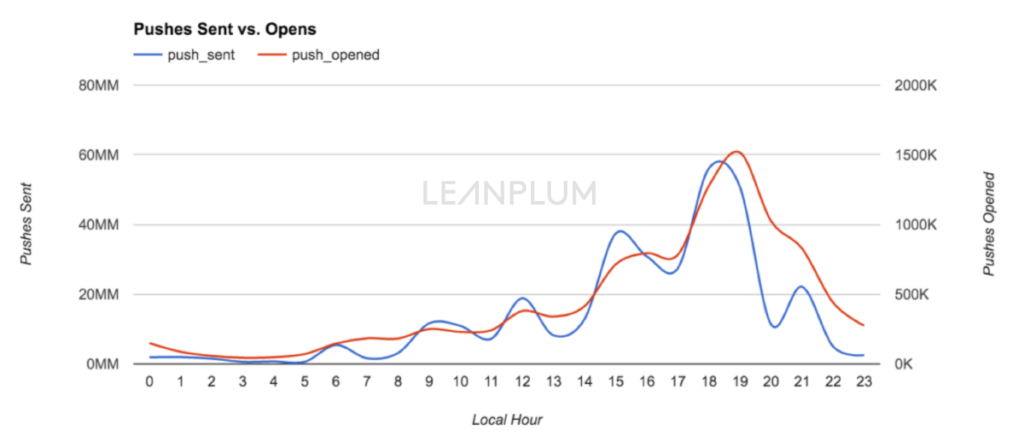 Pushes Sent vs. Opens
push_sent push_opened
80MM 2000K
60MM 1500K
LEANPLUM
40MM 1000K
20MM 500K
0MM 0K
Pushes Sent
Pushes Opened
0 1 2 3 4 5 6 7 8 9 10 11 12 13 14 15 16 17 18 19 20 21 22 23
Local Hour